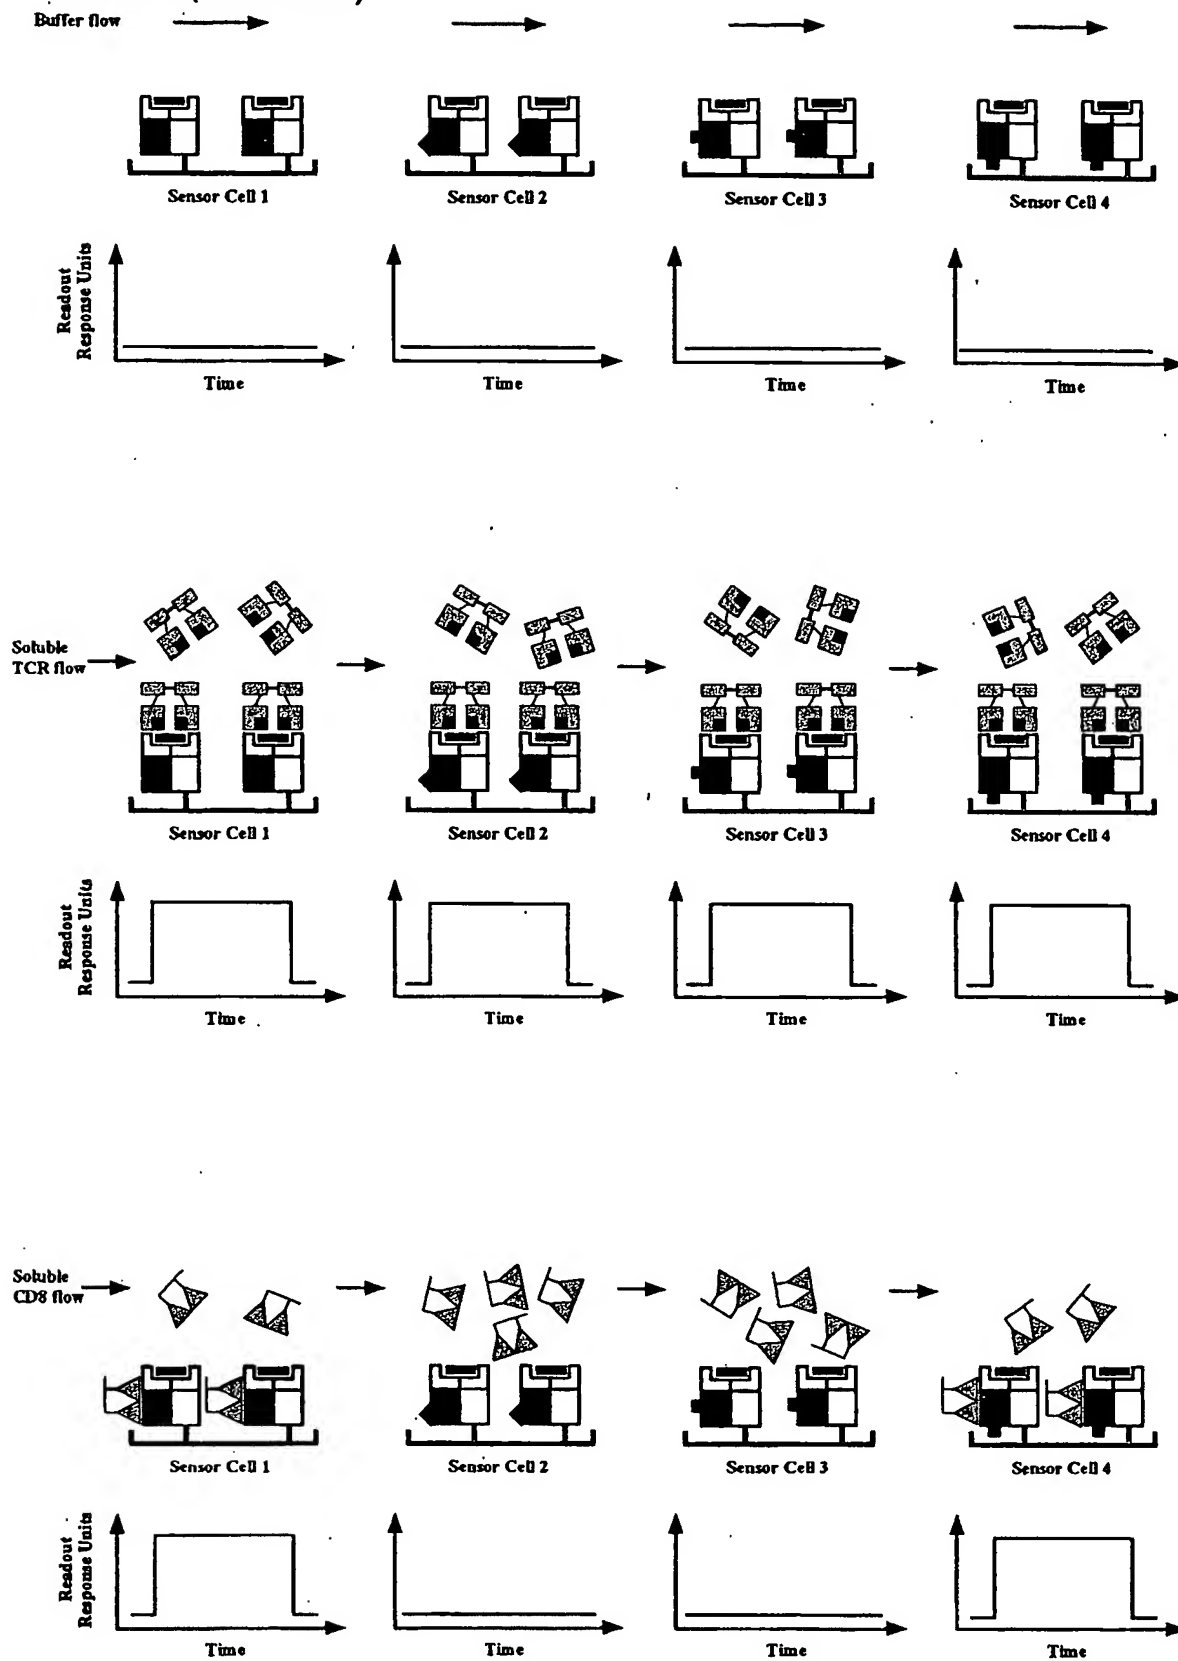 Buffer flow
Sensor Cell 1
Sensor Cell 2
Sensor Cell 3
Sensor Cell 4
Readout
Response Units
Time
Time
Time
Time
Soluble
TCR flow
Sensor Cell 1
Sensor Cell 2
Sensor Cell 3
Sensor Cell 4
Readout
Response Units
Time
Time
Time
Time
Soluble
CD8 flow
Sensor Cell 1
Sensor Cell 2
Sensor Cell 3
Sensor Cell 4
Readout
Response Units
Time
Time
Time
Time